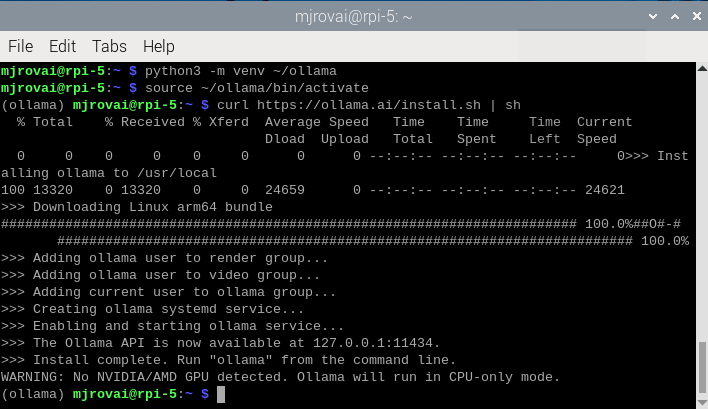 mjrovai@rpi-5: ~
File Edit Tabs Help
mjrovai@rpi-5:~ $ python3 -m venv ~/ollama
mjrovai@rpi-5:~ $ source ~/ollama/bin/activate
(ollama) mjrovai@rpi-5:~ $ curl https://ollama.ai/install.sh | sh
  % Total    % Received % Xferd  Average Speed   Time    Time     Time  Current
                                 Dload  Upload   Total   Spent    Left  Speed
  0     0    0     0    0     0      0      0 --:--:-- --:--:-- --:--:--     0>>> Inst
alling ollama to /usr/local
100 13320    0 13320    0     0  24659      0 --:--:-- --:--:-- --:--:-- 24621
>>> Downloading Linux arm64 bundle
######################################################################## 100.0%##O#-#
       ######################################################################## 100.0%
>>> Adding ollama user to render group...
>>> Adding ollama user to video group...
>>> Adding current user to ollama group...
>>> Creating ollama systemd service...
>>> Enabling and starting ollama service...
>>> The Ollama API is now available at 127.0.0.1:11434.
>>> Install complete. Run "ollama" from the command line.
WARNING: No NVIDIA/AMD GPU detected. Ollama will run in CPU-only mode.
(ollama) mjrovai@rpi-5:~ $